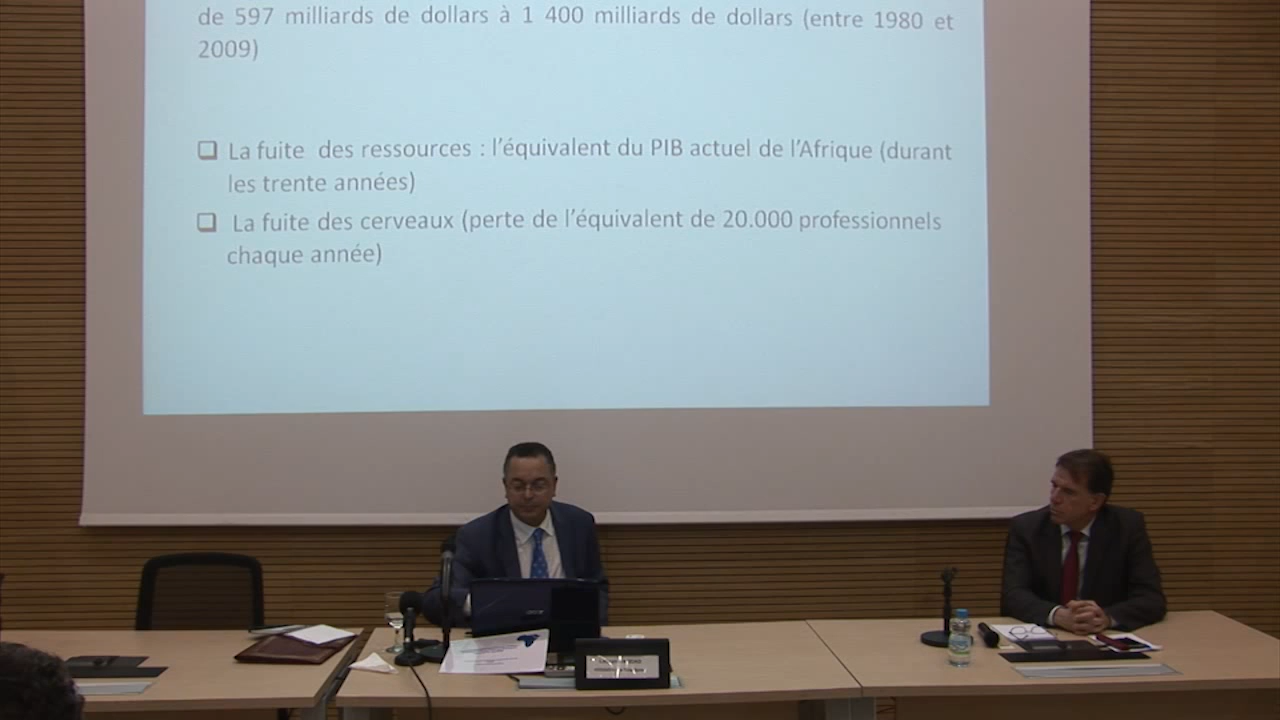 de 597 milliards de dollars à 1 400 milliards de dollars (entre 1980 et
2009)
❑ La fuite des ressources : l'équivalent du PIB actuel de l'Afrique (durant
les trente années)
❑ La fuite des cerveaux (perte de l'équivalent de 20.000 professionnels
chaque année)